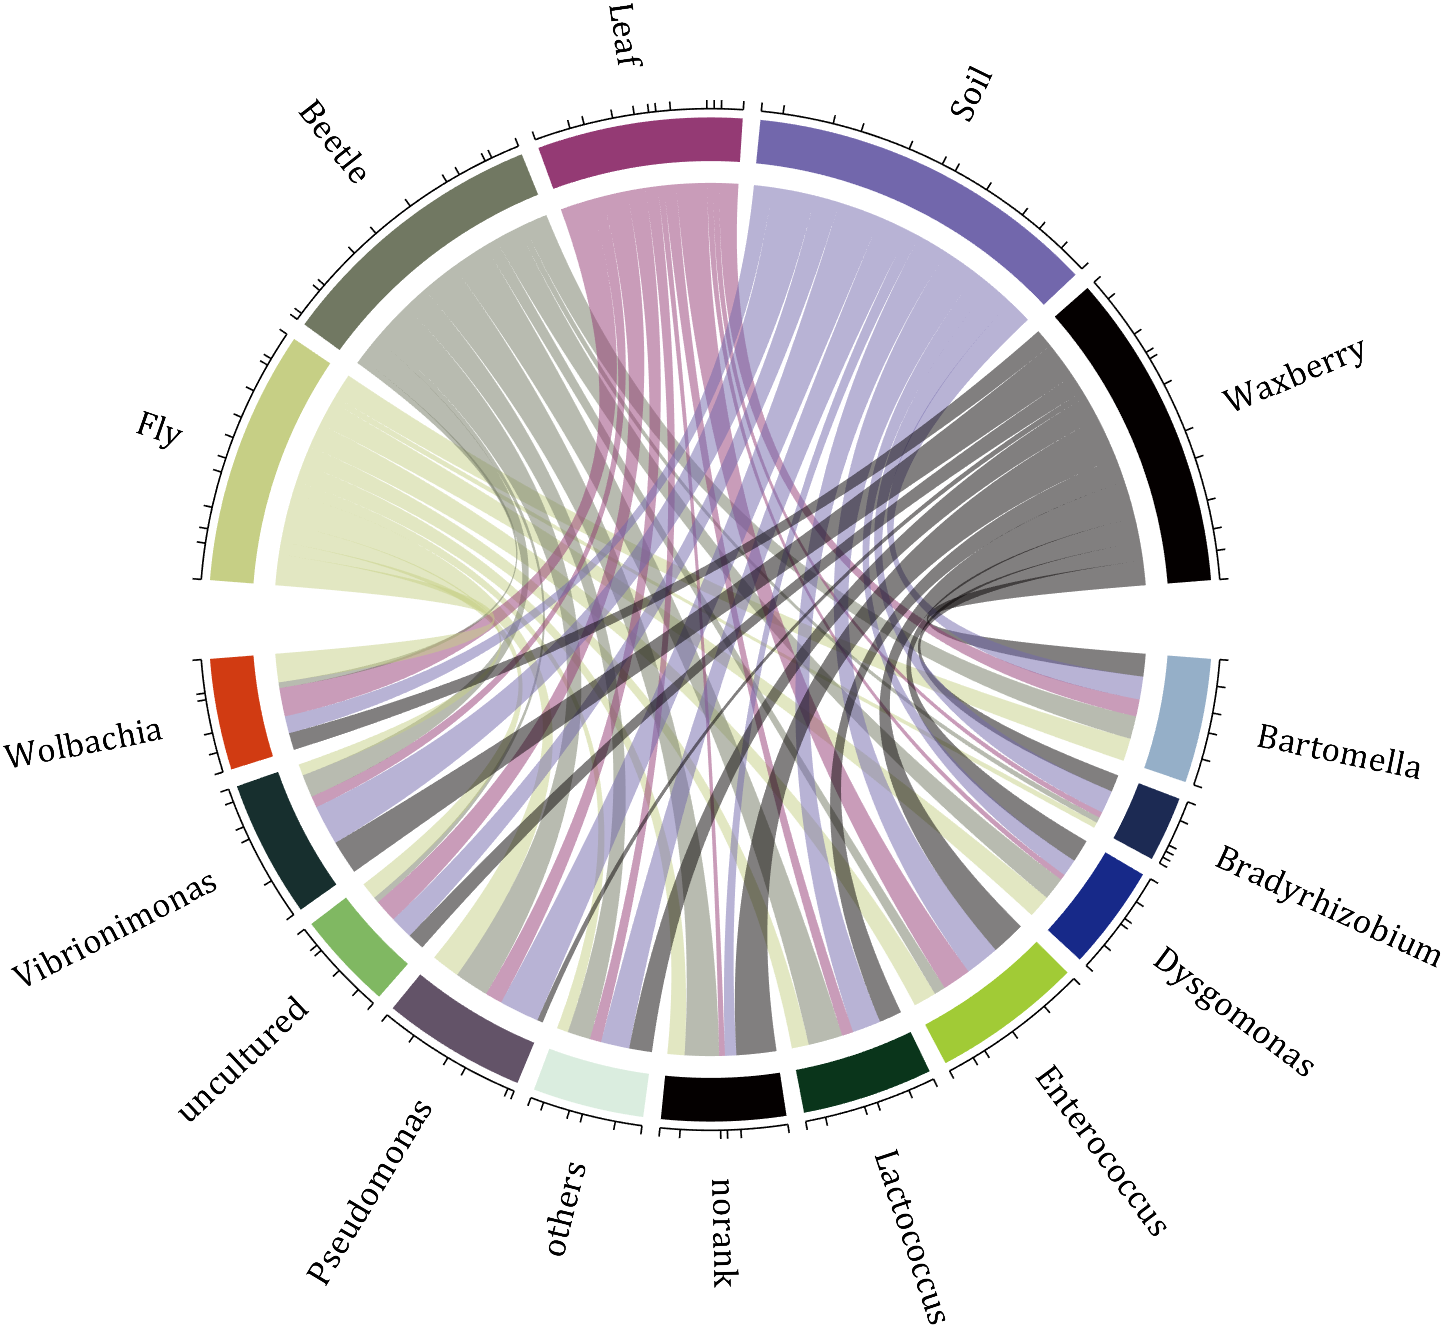 Leaf
Soil
Beetle
Waxberry
Fly
Wolbachia
Bartomella
Vibrionimonas
Bradyrhizobium
uncultured
Dysgomonas
Pseudomonas
Enterococcus
others
norank
Lactococcus